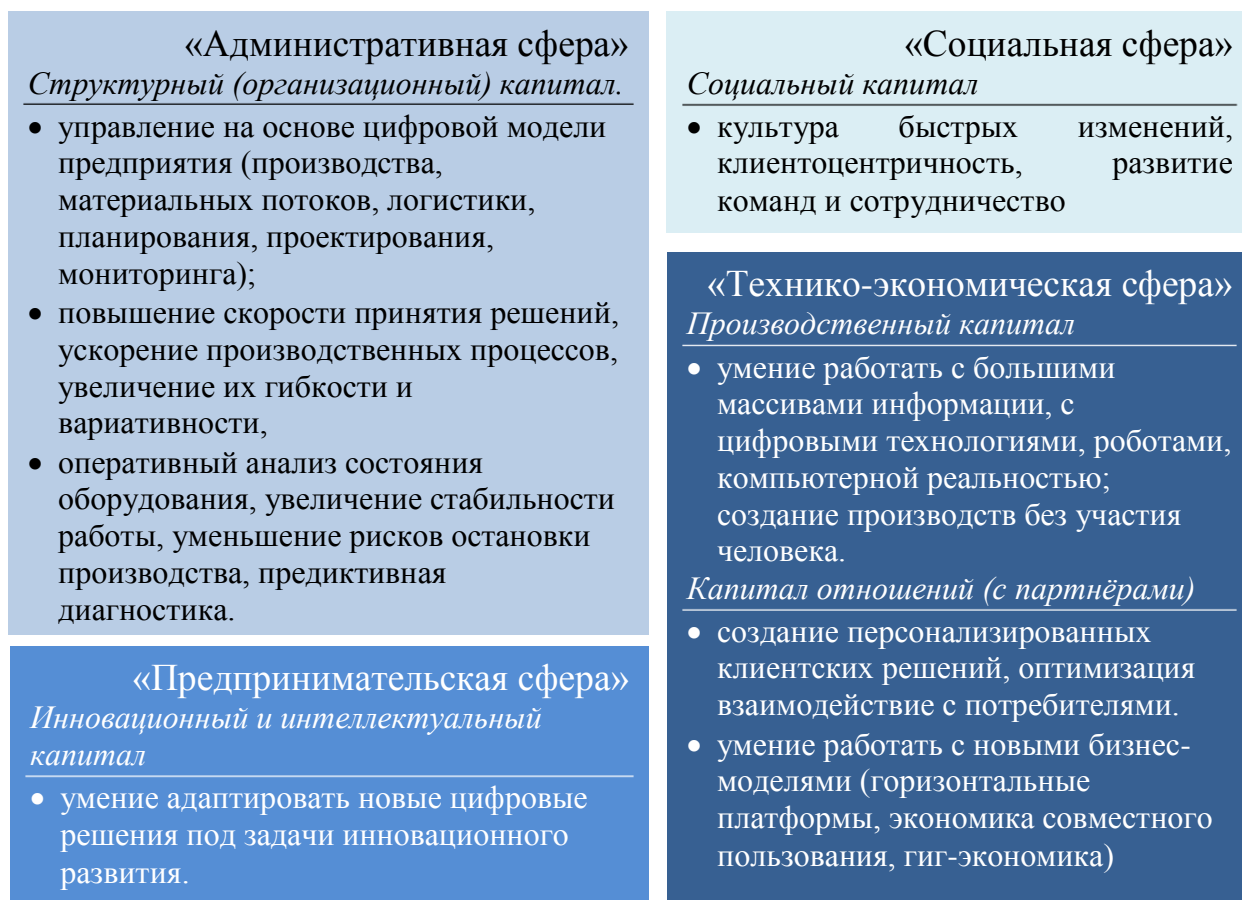 «Административная сфера»
Структурный (организационный) капитал.
• управление на основе цифровой модели
предприятия (производства,
материальных потоков, логистики,
планирования, проектирования,
мониторинга);
• повышение скорости принятия решений,
ускорение производственных процессов,
увеличение их гибкости и
вариативности,
• оперативный анализ состояния
оборудования, увеличение стабильности
работы, уменьшение рисков остановки
производства, предиктивная
диагностика.
«Предпринимательская сфера»
Инновационный и интеллектуальный
капитал
• умение адаптировать новые цифровые
решения под задачи инновационного
развития.
«Социальная сфера»
Социальный капитал
• культура быстрых изменений,
клиентоцентричность, развитие
команд и сотрудничество
«Технико-экономическая сфера»
Производственный капитал
• умение работать с большими
массивами информации, с
цифровыми технологиями, роботами,
компьютерной реальностью;
создание производств без участия
человека.
Капитал отношений (с партнёрами)
• создание персонализированных
клиентских решений, оптимизация
взаимодействие с потребителями.
• умение работать с новыми бизнес-
моделями (горизонтальные
платформы, экономика совместного
пользования, гиг-экономика)